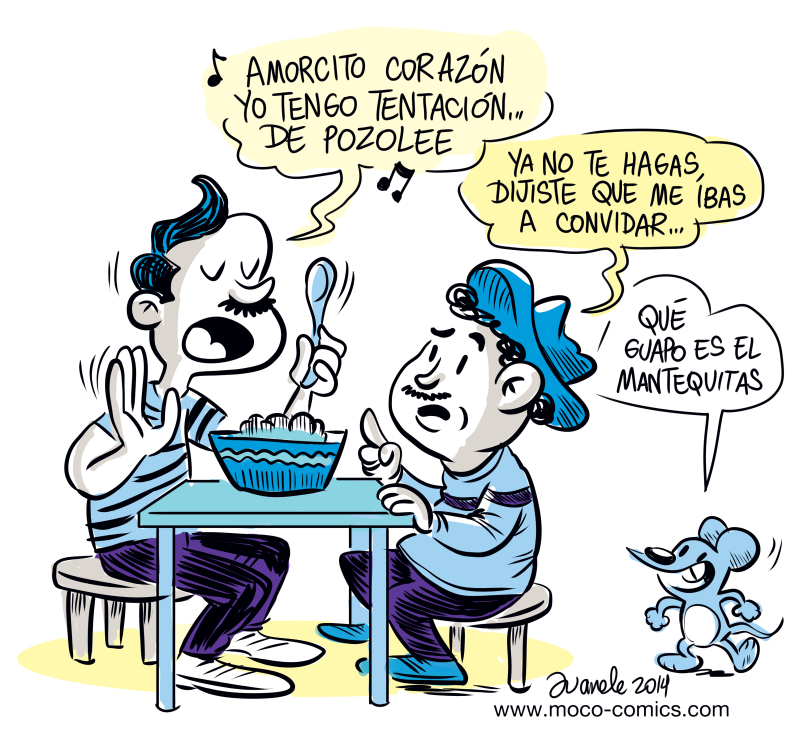 AMORCITO CORAZÓN
YO TENGO TENTACIÓN...
DE POZOLEE
YA NO TE HAGAS,
DIJISTE QUE ME ÍBAS
A CONVIDAR...
QUÉ
GUAPO ES EL
MANTEQUITAS
Juanele 2014
www.moco-comics.com